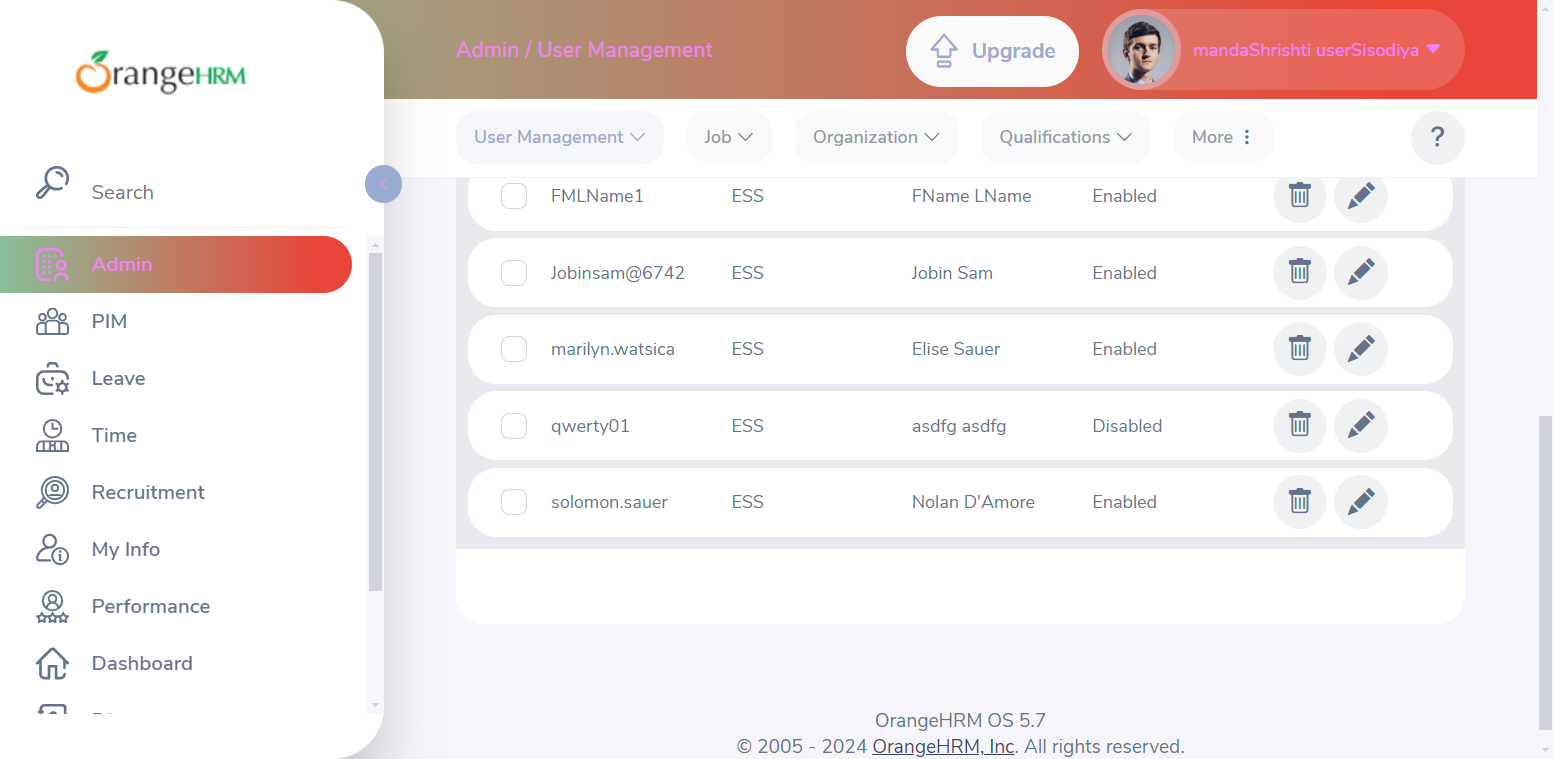 OrangeHRM
Admin / User Management
Upgrade
mandaShrishti userSisodiya
User Management
Job
Organization
Qualifications
More
?
Search
Admin
PIM
Leave
Time
Recruitment
My Info
Performance
Dashboard
FMLName1 ESS FName LName Enabled
Jobinsam@6742 ESS Jobin Sam Enabled
marilyn.watsica ESS Elise Sauer Enabled
qwerty01 ESS asdfg asdfg Disabled
solomon.sauer ESS Nolan D'Amore Enabled
OrangeHRM OS 5.7
© 2005 - 2024 OrangeHRM, Inc. All rights reserved.